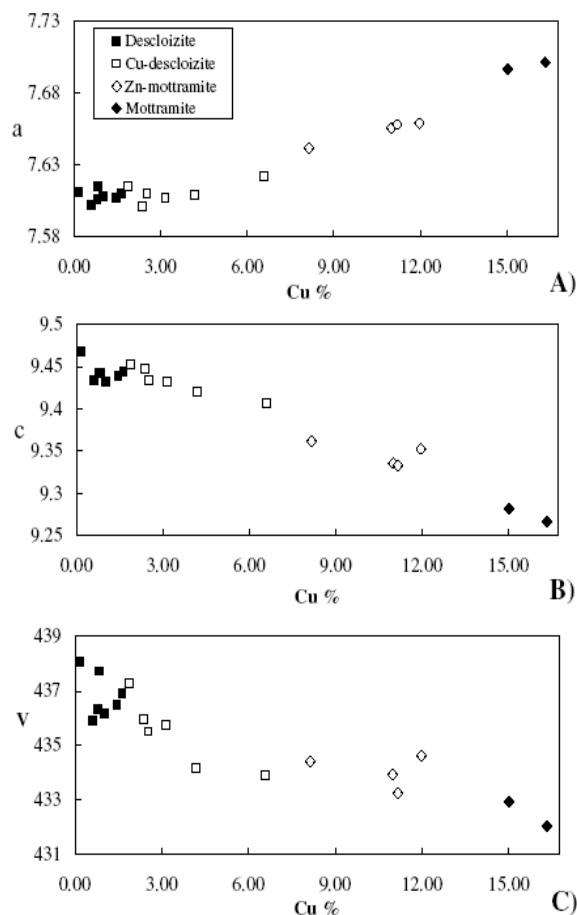 7.73
Descloizite
Cu-descloizite
Zn-mottramite
Mottramite
7.68
a
7.63
7.58
0.00 3.00 6.00 9.00 12.00 15.00
Cu %
A)
9.5
9.45
9.4
c
9.35
9.3
9.25
0.00 3.00 6.00 9.00 12.00 15.00
Cu %
B)
439
437
V
435
433
431
0.00 3.00 6.00 9.00 12.00 15.00
Cu %
C)